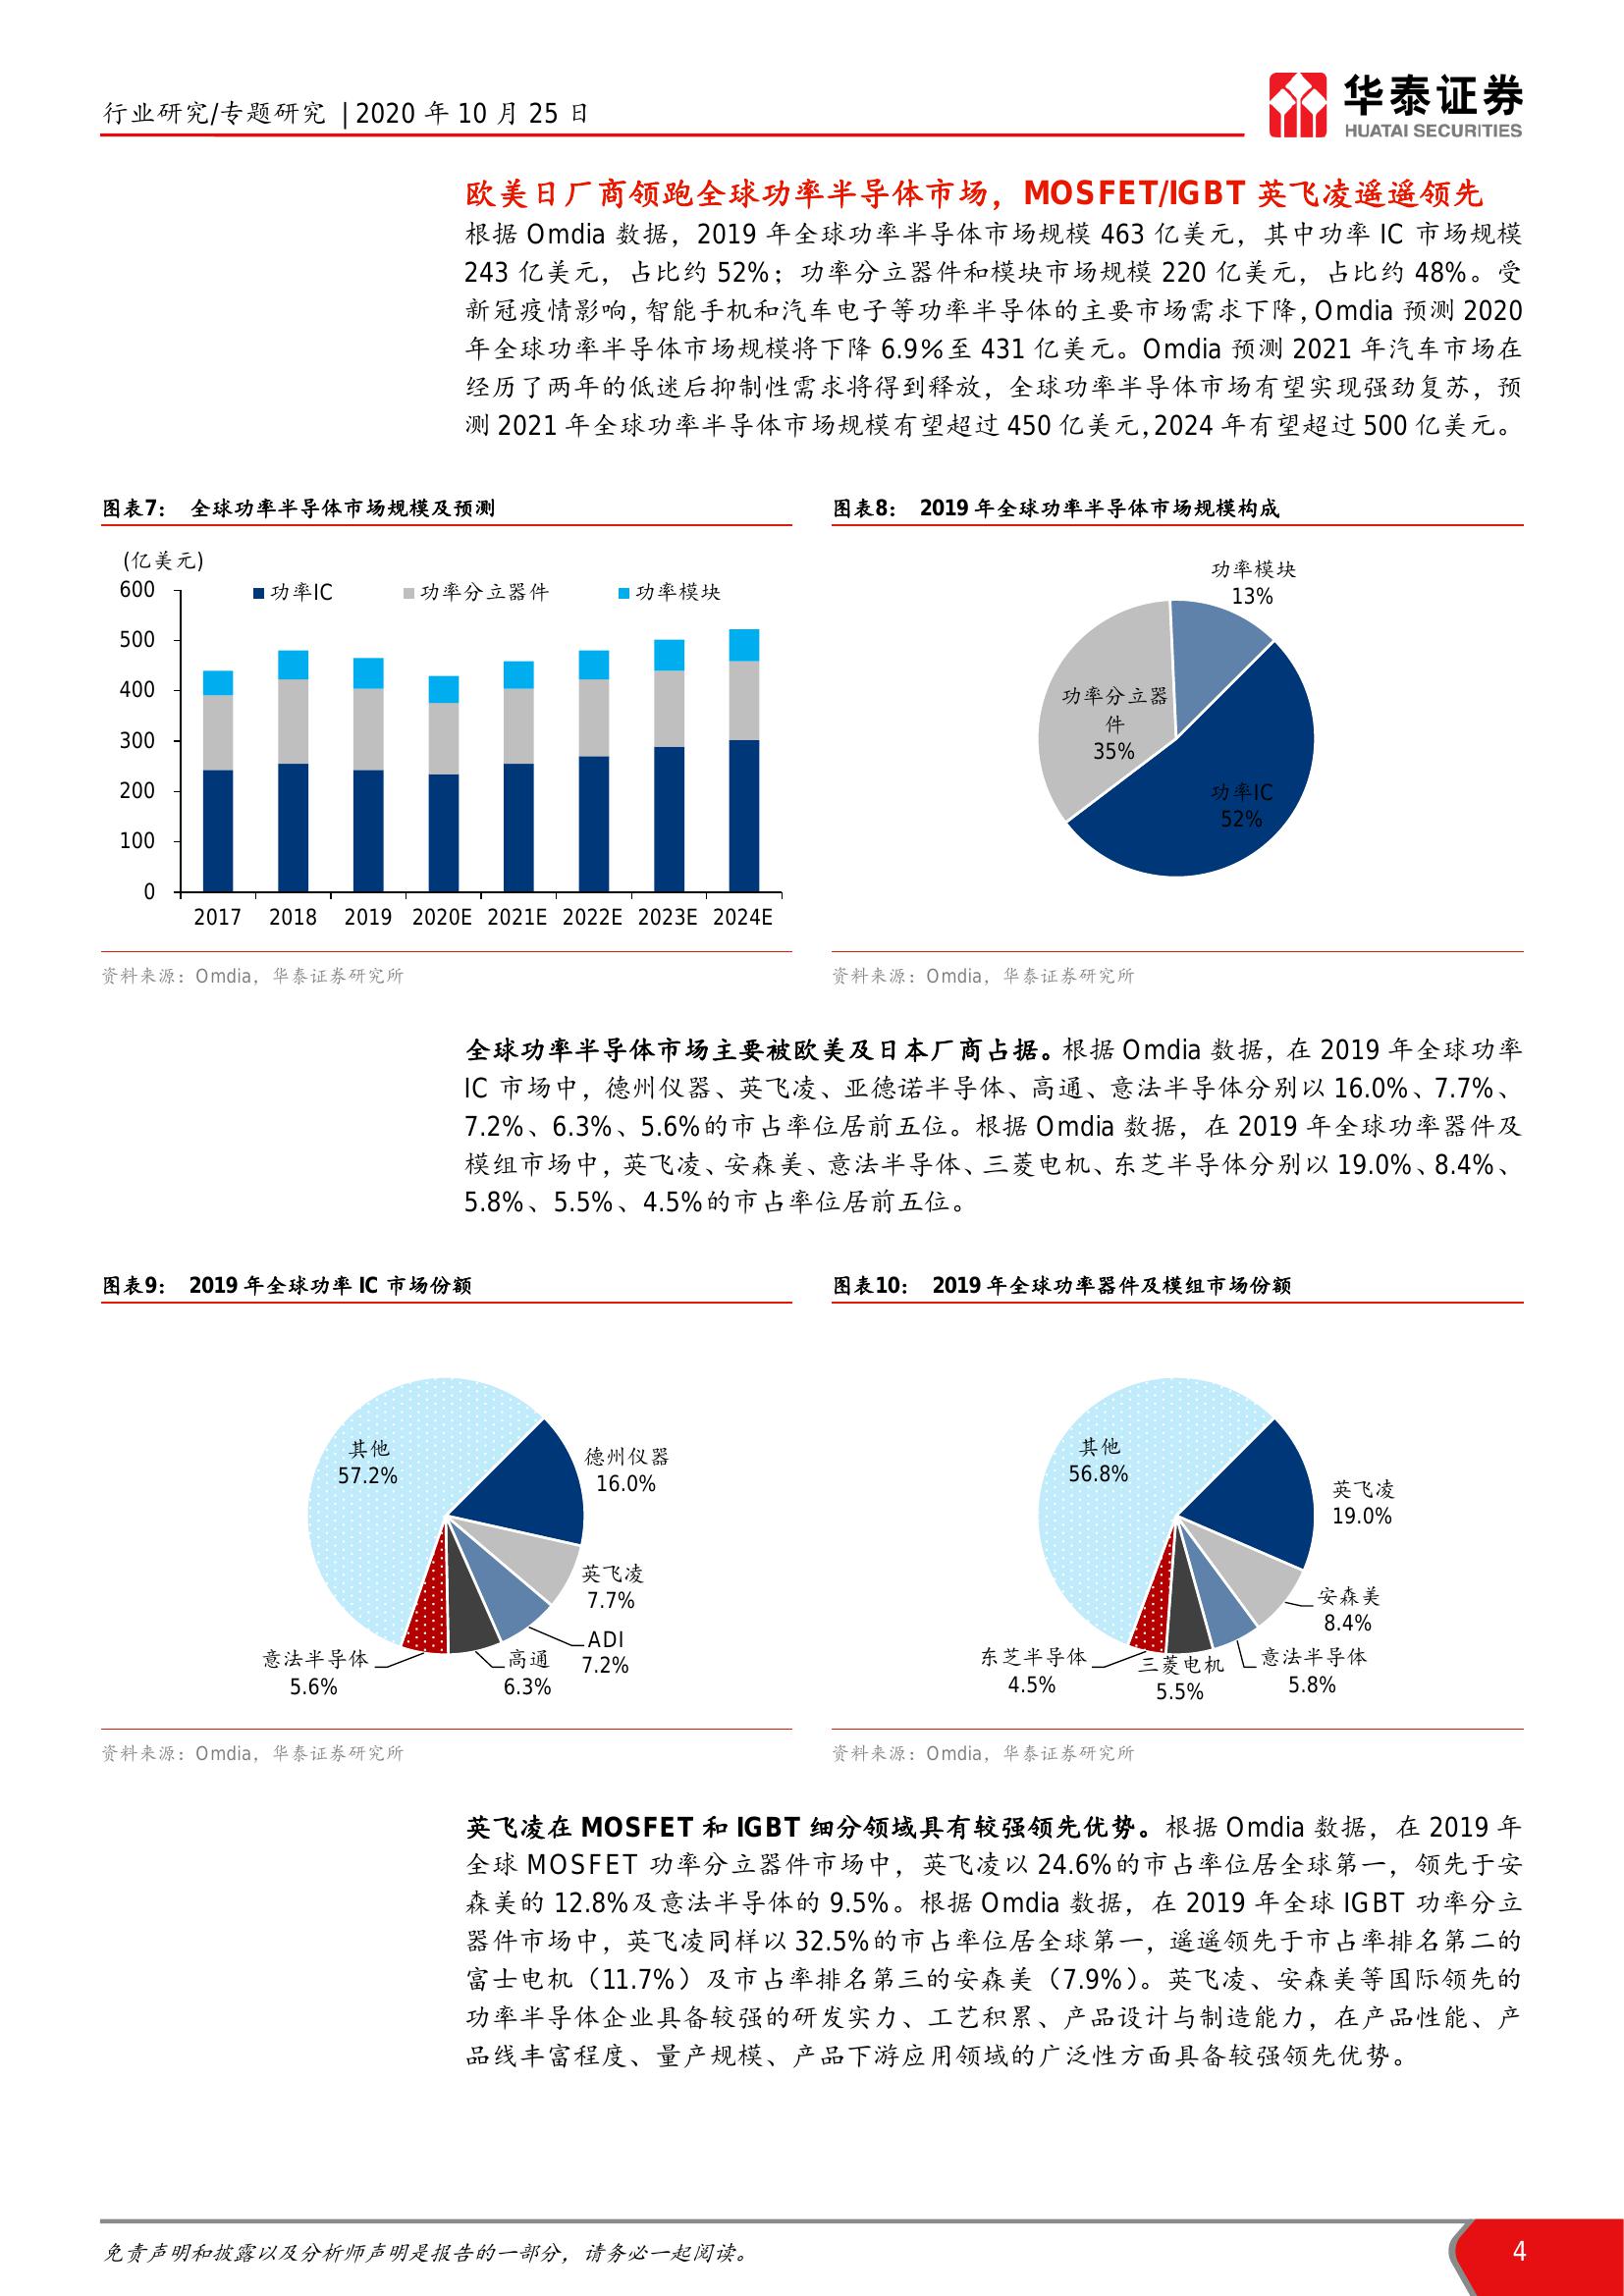 行业研究/专题研究 | 2020 年 10 月 25 日
华泰证券
HUATAI SECURITIES
欧美日厂商领跑全球功率半导体市场，MOSFET/IGBT 英飞凌遥遥领先
根据 Omdia 数据，2019 年全球功率半导体市场规模 463 亿美元，其中功率 IC 市场规模
243 亿美元，占比约 52%；功率分立器件和模块市场规模 220 亿美元，占比约 48%。受
新冠疫情影响，智能手机和汽车电子等功率半导体的主要市场需求下降，Omdia 预测 2020
年全球功率半导体市场规模将下降 6.9%至 431 亿美元。Omdia 预测 2021 年汽车市场在
经历了两年的低迷后抑制性需求将得到释放，全球功率半导体市场有望实现强劲复苏，预
测 2021 年全球功率半导体市场规模有望超过 450 亿美元，2024 年有望超过 500 亿美元。
图表7： 全球功率半导体市场规模及预测
(亿美元)
功率IC 功率分立器件 功率模块
600
500
400
300
200
100
0
2017 2018 2019 2020E 2021E 2022E 2023E 2024E
资料来源：Omdia，华泰证券研究所
图表8： 2019 年全球功率半导体市场规模构成
功率模块
13%
功率分立器
件
35%
功率IC
52%
资料来源：Omdia，华泰证券研究所
全球功率半导体市场主要被欧美及日本厂商占据。根据 Omdia 数据，在 2019 年全球功率
IC 市场中，德州仪器、英飞凌、亚德诺半导体、高通、意法半导体分别以 16.0%、7.7%、
7.2%、6.3%、5.6%的市占率位居前五位。根据 Omdia 数据，在 2019 年全球功率器件及
模组市场中，英飞凌、安森美、意法半导体、三菱电机、东芝半导体分别以 19.0%、8.4%、
5.8%、5.5%、4.5%的市占率位居前五位。
图表9： 2019 年全球功率 IC 市场份额
其他
57.2%
德州仪器
16.0%
英飞凌
7.7%
ADI
7.2%
高通
6.3%
意法半导体
5.6%
资料来源：Omdia，华泰证券研究所
图表10： 2019 年全球功率器件及模组市场份额
其他
56.8%
英飞凌
19.0%
安森美
8.4%
意法半导体
5.8%
三菱电机
5.5%
东芝半导体
4.5%
资料来源：Omdia，华泰证券研究所
英飞凌在 MOSFET 和 IGBT 细分领域具有较强领先优势。根据 Omdia 数据，在 2019 年
全球 MOSFET 功率分立器件市场中，英飞凌以 24.6%的市占率位居全球第一，领先于安
森美的 12.8%及意法半导体的 9.5%。根据 Omdia 数据，在 2019 年全球 IGBT 功率分立
器件市场中，英飞凌同样以 32.5%的市占率位居全球第一，遥遥领先于市占率排名第二的
富士电机（11.7%）及市占率排名第三的安森美（7.9%）。英飞凌、安森美等国际领先的
功率半导体企业具备较强的研发实力、工艺积累、产品设计与制造能力，在产品性能、产
品线丰富程度、量产规模、产品下游应用领域的广泛性方面具备较强领先优势。
免责声明和披露以及分析师声明是报告的一部分，请务必一起阅读。
4